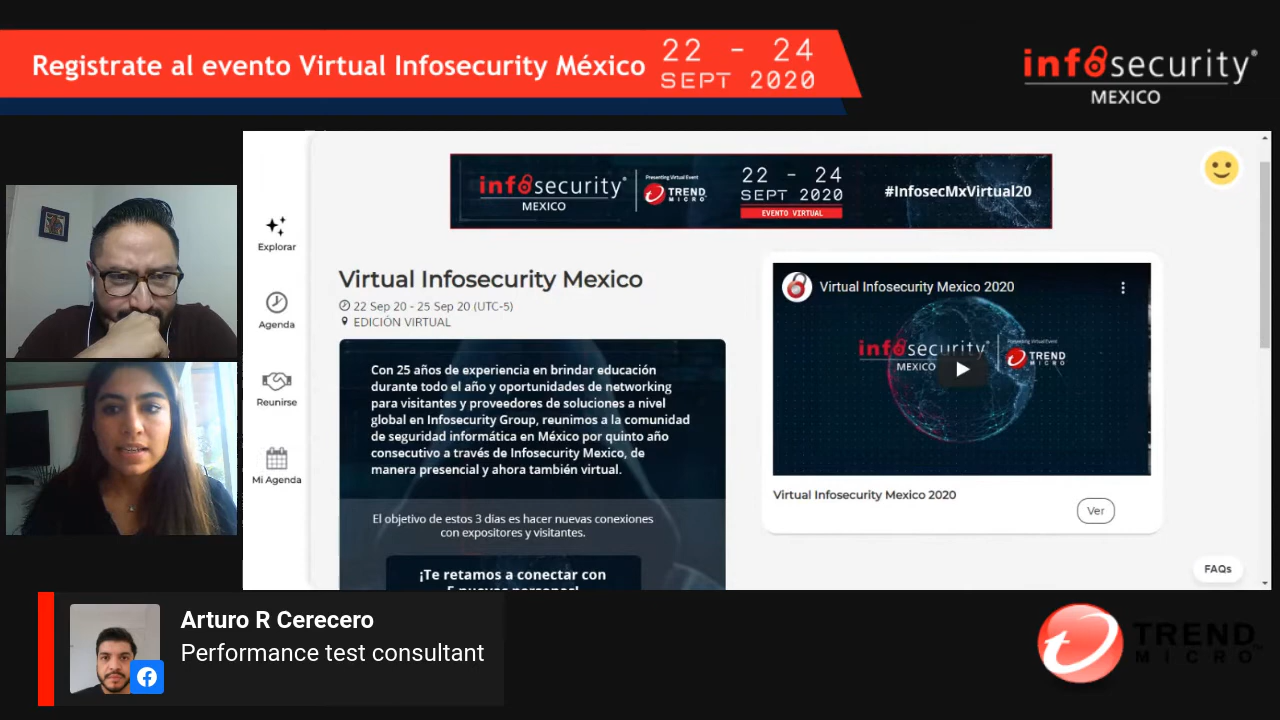 Registrate al evento Virtual Infosecurity México
22 - 24
SEPT 2020
infosecurity®
MEXICO
infosecurity®
MEXICO
Presenting Virtual Event
TREND
MICRO
22 - 24
SEPT 2020
EVENTO VIRTUAL
#InfosecMxVirtual20
Explorar
Agenda
Reunirse
Mi Agenda
Virtual Infosecurity Mexico
22 Sep 20 - 25 Sep 20 (UTC-5)
EDICIÓN VIRTUAL
Con 25 años de experiencia en brindar educación
durante todo el año y oportunidades de networking
para visitantes y proveedores de soluciones a nivel
global en Infosecurity Group, reunimos a la comunidad
de seguridad informática en México por quinto año
consecutivo a través de Infosecurity Mexico, de
manera presencial y ahora también virtual.
El objetivo de estos 3 días es hacer nuevas conexiones
con expositores y visitantes.
¡Te retamos a conectar con
5 nuevas personas!
Virtual Infosecurity Mexico 2020
infosecurity®
MEXICO
Presenting Virtual Event
TREND
MICRO
Virtual Infosecurity Mexico 2020
Ver
FAQs
Arturo R Cerecero
Performance test consultant
TREND
MICRO